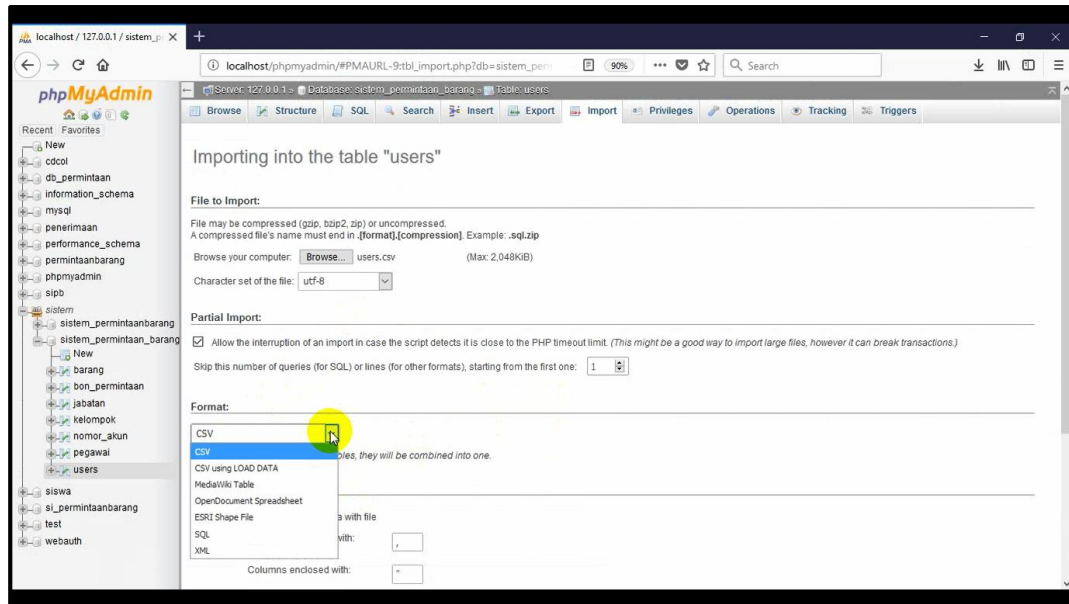 localhost / 127.0.0.1 / sistem_p
localhost/phpmyadmin/#PMAURL-9:tbl_import.php?db=sistem_per
90%
Search
phpMyAdmin
Server: 127.0.0.1 » Database: sistem_permintaan_barang » Table: users
Browse Structure SQL Search Insert Export Import Privileges Operations Tracking Triggers
Recent Favorites
New
cdcol
db_permintaan
information_schema
mysql
penerimaan
performance_schema
permintaanbarang
phpmyadmin
sipb
sistem
sistem_permintaanbarang
sistem_permintaan_barang
New
barang
bon_permintaan
jabatan
kelompok
nomor_akun
pegawai
users
siswa
si_permintaanbarang
test
webauth
Importing into the table "users"
File to Import:
File may be compressed (gzip, bzip2, zip) or uncompressed.
A compressed file's name must end in .[format].[compression]. Example: .sql.zip
Browse your computer: Browse... users.csv (Max: 2,048KiB)
Character set of the file: utf-8
Partial Import:
Allow the interruption of an import in case the script detects it is close to the PHP timeout limit. (This might be a good way to import large files, however it can break transactions.)
Skip this number of queries (for SQL) or lines (for other formats), starting from the first one: 1
Format:
CSV
CSV
CSV using LOAD DATA
MediaWiki Table
OpenDocument Spreadsheet
ESRI Shape File
SQL
XML
bles, they will be combined into one.
a with file
with: ,
Columns enclosed with: "